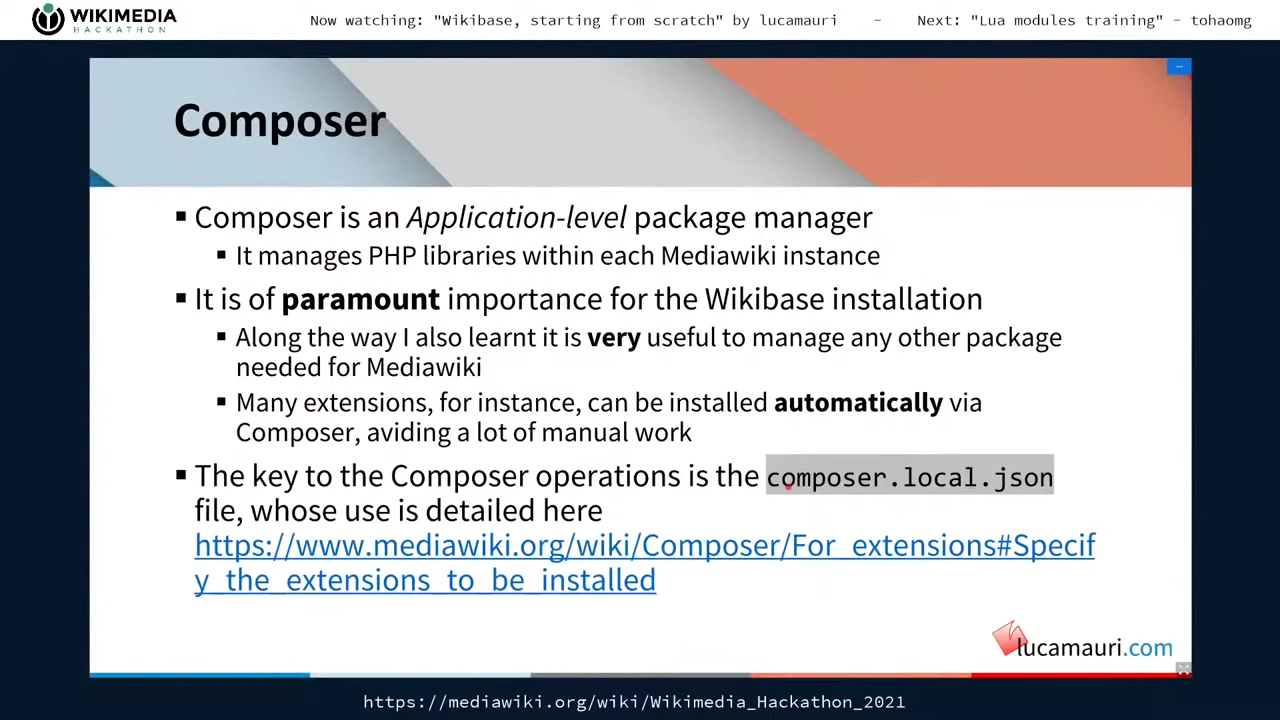 WIKIMEDIA
HACKATHON
Now watching: "Wikibase, starting from scratch" by lucamauri - Next: "Lua modules training" - tohaomg
Composer
▪ Composer is an Application-level package manager
▪ It manages PHP libraries within each Mediawiki instance
▪ It is of paramount importance for the Wikibase installation
▪ Along the way I also learnt it is very useful to manage any other package
needed for Mediawiki
▪ Many extensions, for instance, can be installed automatically via
Composer, aviding a lot of manual work
▪ The key to the Composer operations is the composer.local.json
file, whose use is detailed here
https://www.mediawiki.org/wiki/Composer/For_extensions#Specif
y_the_extensions_to_be_installed
lucamauri.com
https://mediawiki.org/wiki/Wikimedia_Hackathon_2021